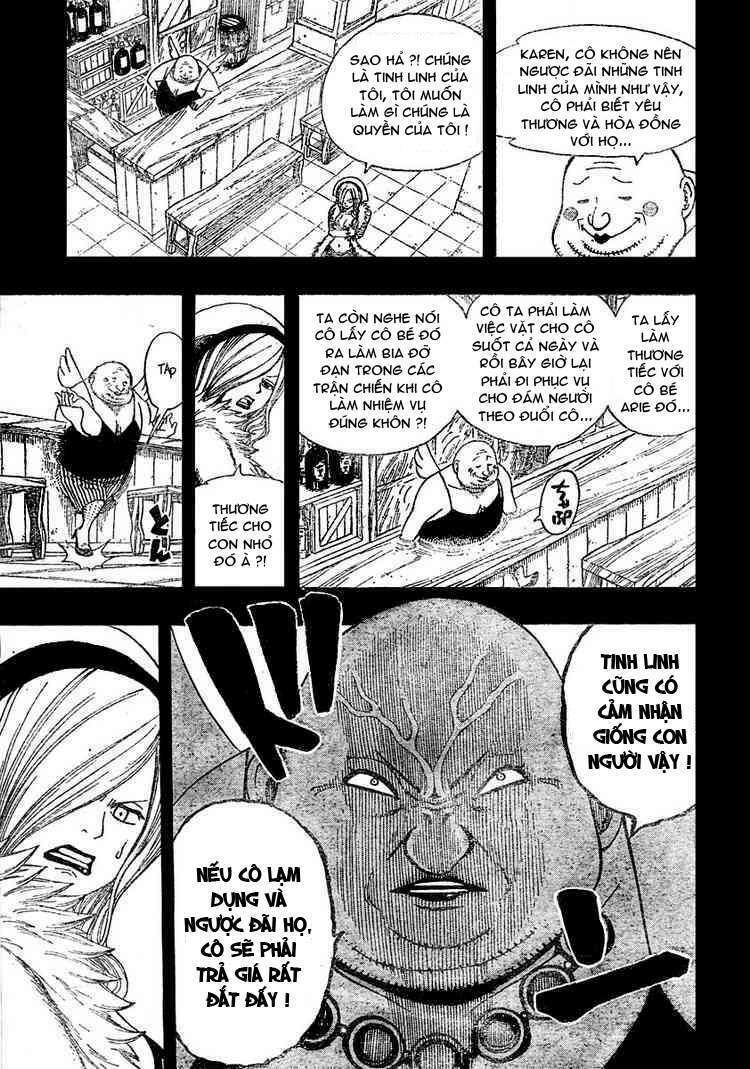 KAREN, CÔ KHÔNG NÊN
NGƯỢC ĐÃI NHỮNG TINH
LINH CỦA MÌNH NHƯ VẬY,
CÔ PHẢI BIẾT YÊU
THƯƠNG VÀ HÒA ĐỒNG
VỚI HỌ...
SAO HẢ ?! CHÚNG
LÀ TINH LINH CỦA
TÔI, TÔI MUỐN
LÀM GÌ CHÚNG LÀ
QUYỀN CỦA TÔI !
TA LẤY
LÀM
THƯƠNG
TIẾC VỚI
CÔ BÉ
ARIE ĐÓ...
CÔ TA PHẢI LÀM
VIỆC VẶT CHO CÔ
SUỐT CẢ NGÀY VÀ
RỒI BÂY GIỜ LẠI
PHẢI ĐI PHỤC VỤ
CHO ĐÁM NGƯỜI
THEO ĐUỔI CÔ...
TA CÒN NGHE NÓI
CÔ LẤY CÔ BÉ ĐÓ
RA LÀM BIA ĐỠ
ĐẠN TRONG CÁC
TRẬN CHIẾN KHI CÔ
LÀM NHIỆM VỤ
ĐÚNG KHÔN ?!
THƯƠNG
TIẾC CHO
CON NHỎ
ĐÓ À ?!
TAP
TINH LINH
CŨNG CÓ
CẢM NHẬN
GIỐNG CON
NGƯỜI VẬY !
NẾU CÔ LẠM
DỤNG VÀ
NGƯỢC ĐÃI HỌ,
CÔ SẼ PHẢI
TRẢ GIÁ RẤT
ĐẮT ĐẤY !